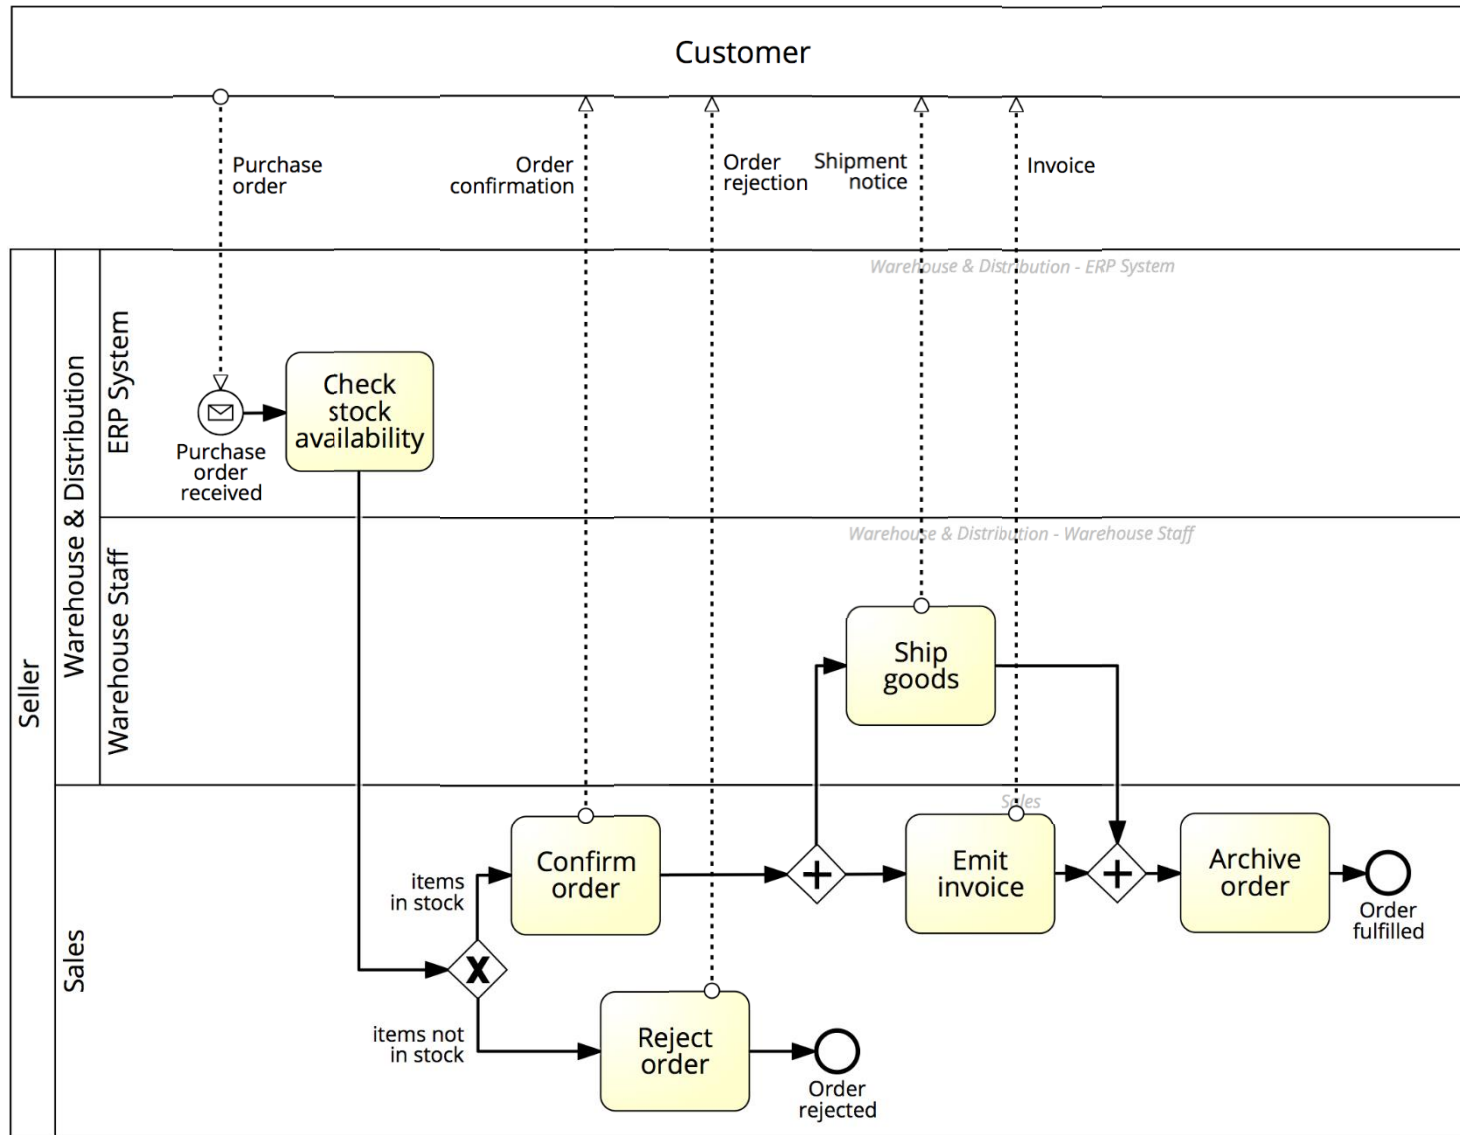 Customer
Purchase
order
Order
confirmation
Order
rejection
Shipment
notice
Invoice
Seller
Warehouse & Distribution
ERP System
Warehouse & Distribution - ERP System
Check
stock
availability
Purchase
order
received
Warehouse Staff
Warehouse & Distribution - Warehouse Staff
Ship
goods
Sales
Sales
items
in stock
Confirm
order
Emit
invoice
Archive
order
Order
fulfilled
X
items not
in stock
Reject
order
Order
rejected